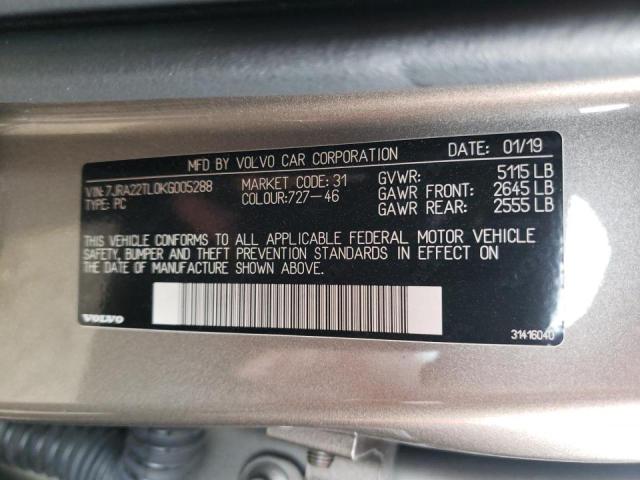 MFD BY VOLVO CAR CORPORATION DATE: 01/19
VIN:7JRA22TL0KG005288 MARKET CODE: 31 GVWR: 5115 LB
TYPE: PC COLOUR:727-46 GAWR FRONT: 2645 LB
GAWR REAR: 2555 LB
THIS VEHICLE CONFORMS TO ALL APPLICABLE FEDERAL MOTOR VEHICLE
SAFETY, BUMPER AND THEFT PREVENTION STANDARDS IN EFFECT ON
THE DATE OF MANUFACTURE SHOWN ABOVE.
VOLVO 31416040